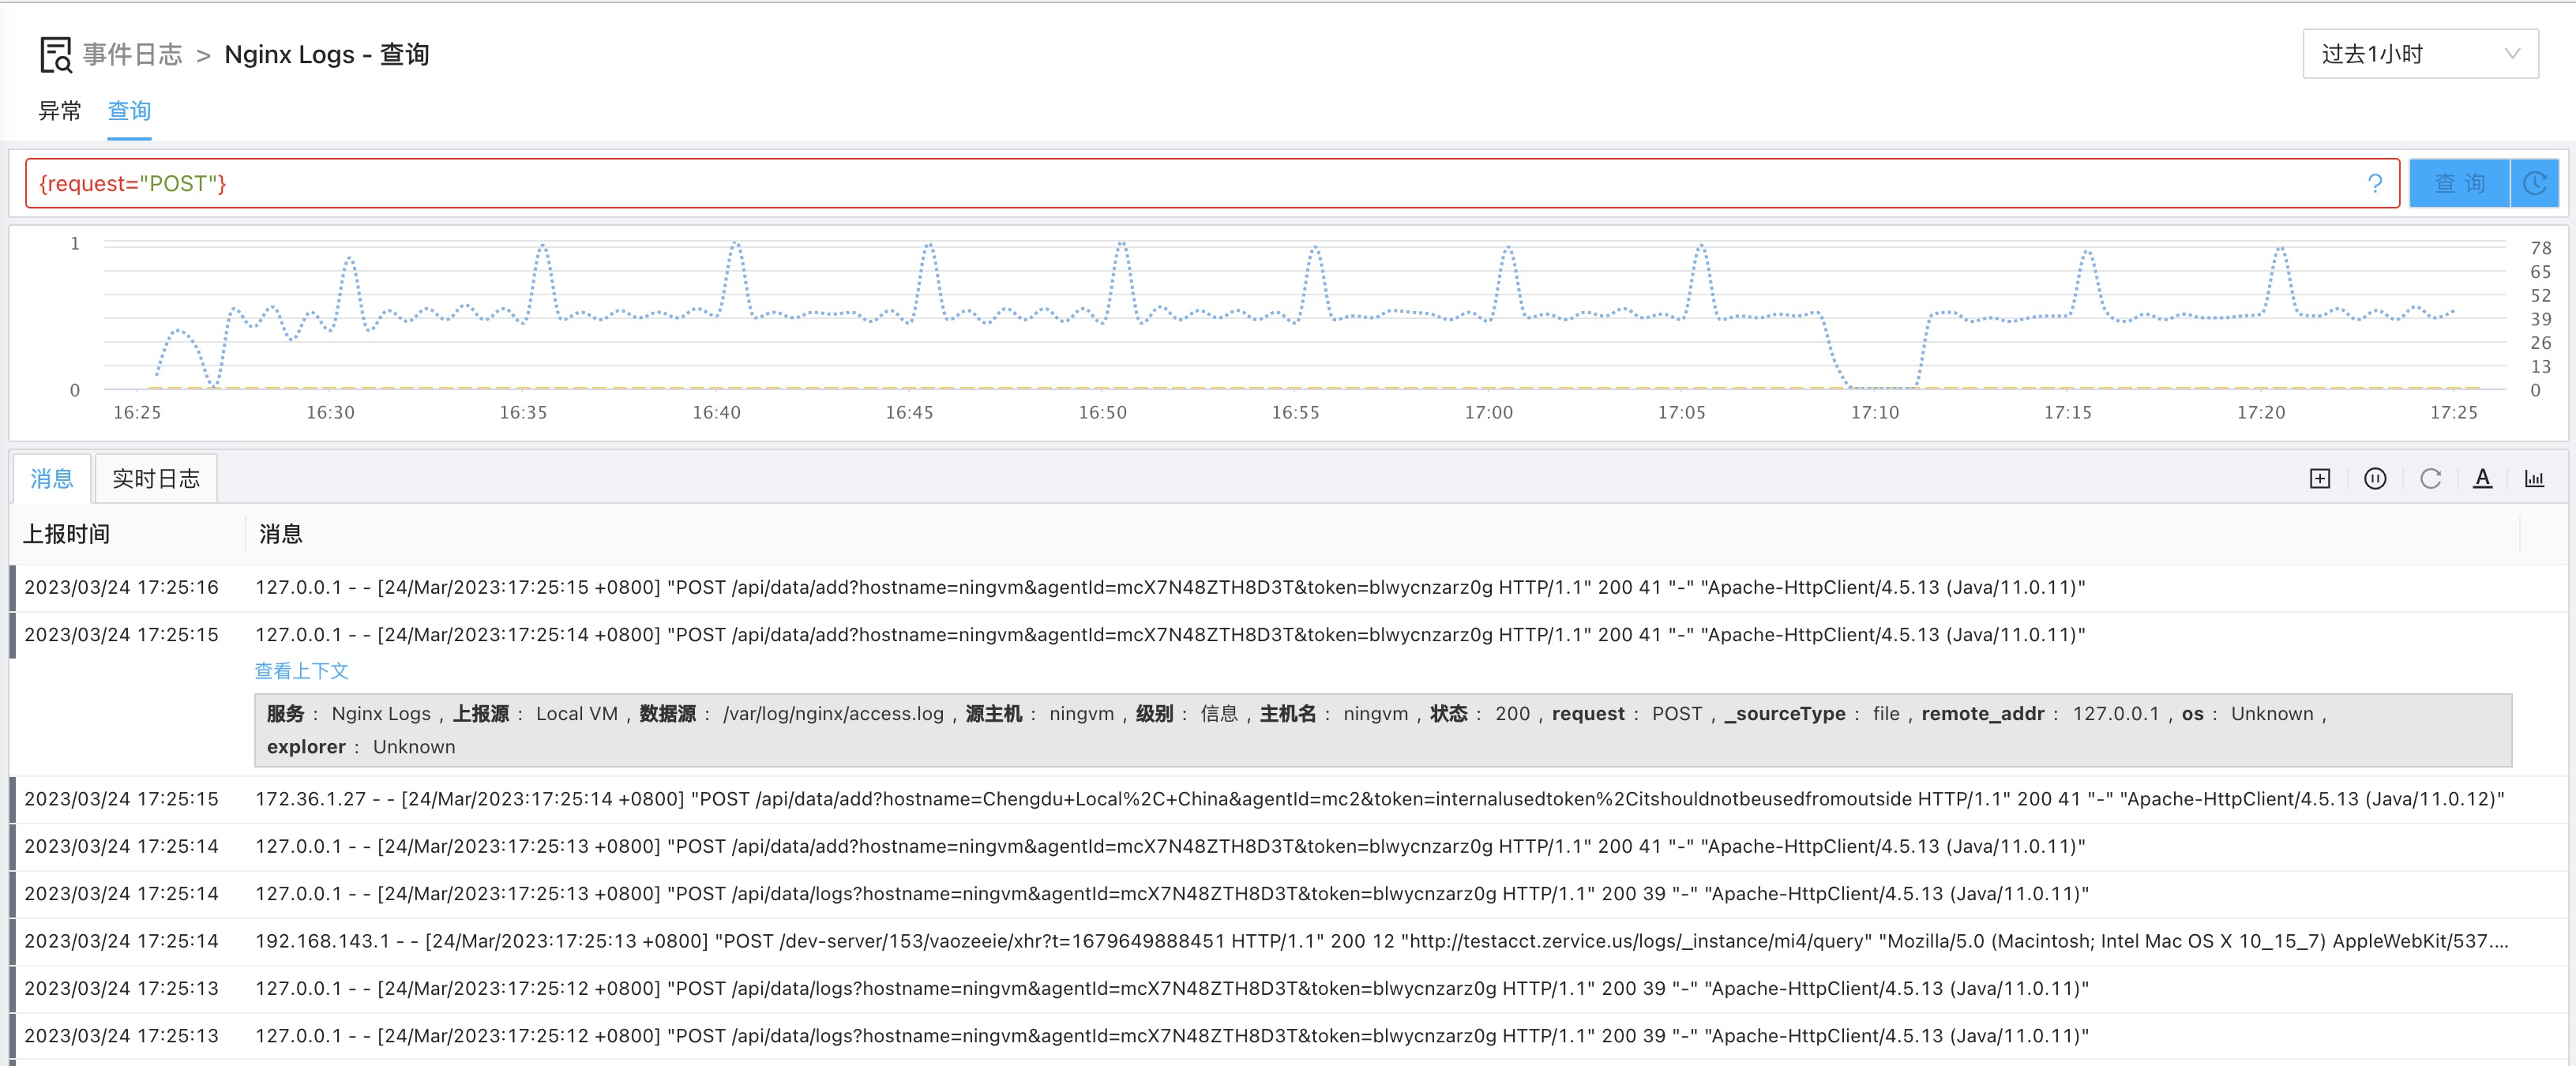 事件日志 > Nginx Logs - 查询
过去1小时
异常 查询
{request="POST"}
?
查 询
1
0
78
65
52
39
26
13
0
16:25 16:30 16:35 16:40 16:45 16:50 16:55 17:00 17:05 17:10 17:15 17:20 17:25
消息 实时日志
A
上报时间 消息
2023/03/24 17:25:16 127.0.0.1 - - [24/Mar/2023:17:25:15 +0800] "POST /api/data/add?hostname=ningvm&agentId=mcX7N48ZTH8D3T&token=blwycnzarz0g HTTP/1.1" 200 41 "-" "Apache-HttpClient/4.5.13 (Java/11.0.11)"
2023/03/24 17:25:15 127.0.0.1 - - [24/Mar/2023:17:25:14 +0800] "POST /api/data/add?hostname=ningvm&agentId=mcX7N48ZTH8D3T&token=blwycnzarz0g HTTP/1.1" 200 41 "-" "Apache-HttpClient/4.5.13 (Java/11.0.11)"
查看上下文
服务 : Nginx Logs , 上报源 : Local VM , 数据源 : /var/log/nginx/access.log , 源主机 : ningvm , 级别 : 信息 , 主机名 : ningvm , 状态 : 200 , request : POST , _sourceType : file , remote_addr : 127.0.0.1 , os : Unknown ,
explorer : Unknown
2023/03/24 17:25:15 172.36.1.27 - - [24/Mar/2023:17:25:14 +0800] "POST /api/data/add?hostname=Chengdu+Local%2C+China&agentId=mc2&token=internalusedtoken%2Citshouldnotbeusedfromoutside HTTP/1.1" 200 41 "-" "Apache-HttpClient/4.5.13 (Java/11.0.12)"
2023/03/24 17:25:14 127.0.0.1 - - [24/Mar/2023:17:25:13 +0800] "POST /api/data/add?hostname=ningvm&agentId=mcX7N48ZTH8D3T&token=blwycnzarz0g HTTP/1.1" 200 41 "-" "Apache-HttpClient/4.5.13 (Java/11.0.11)"
2023/03/24 17:25:14 127.0.0.1 - - [24/Mar/2023:17:25:13 +0800] "POST /api/data/logs?hostname=ningvm&agentId=mcX7N48ZTH8D3T&token=blwycnzarz0g HTTP/1.1" 200 39 "-" "Apache-HttpClient/4.5.13 (Java/11.0.11)"
2023/03/24 17:25:14 192.168.143.1 - - [24/Mar/2023:17:25:13 +0800] "POST /dev-server/153/vaozeeie/xhr?t=1679649888451 HTTP/1.1" 200 12 "http://testacct.zervice.us/logs/_instance/mi4/query" "Mozilla/5.0 (Macintosh; Intel Mac OS X 10_15_7) AppleWebKit/537....
2023/03/24 17:25:13 127.0.0.1 - - [24/Mar/2023:17:25:12 +0800] "POST /api/data/logs?hostname=ningvm&agentId=mcX7N48ZTH8D3T&token=blwycnzarz0g HTTP/1.1" 200 39 "-" "Apache-HttpClient/4.5.13 (Java/11.0.11)"
2023/03/24 17:25:13 127.0.0.1 - - [24/Mar/2023:17:25:12 +0800] "POST /api/data/logs?hostname=ningvm&agentId=mcX7N48ZTH8D3T&token=blwycnzarz0g HTTP/1.1" 200 39 "-" "Apache-HttpClient/4.5.13 (Java/11.0.11)"